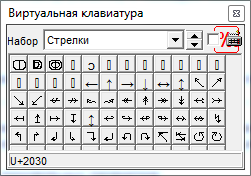 Виртуальная клавиатура
Набор Стрелки
‰
ↀ ↁ ↂ ↄ
← ↑ → ↓ ↔ ↕ ↖ ↗
↘ ↙ ↚ ↛ ↜ ↝ ↞ ↟ ↠ ↡ ↢ ↣
↤ ↥ ↦ ↧ ↨ ↩ ↪ ↫ ↬ ↭ ↮ ↯
↰ ↱ ↲ ↳ ↴ ↵ ↶ ↷ ↸ ↹ ↺ ↻
U+2030